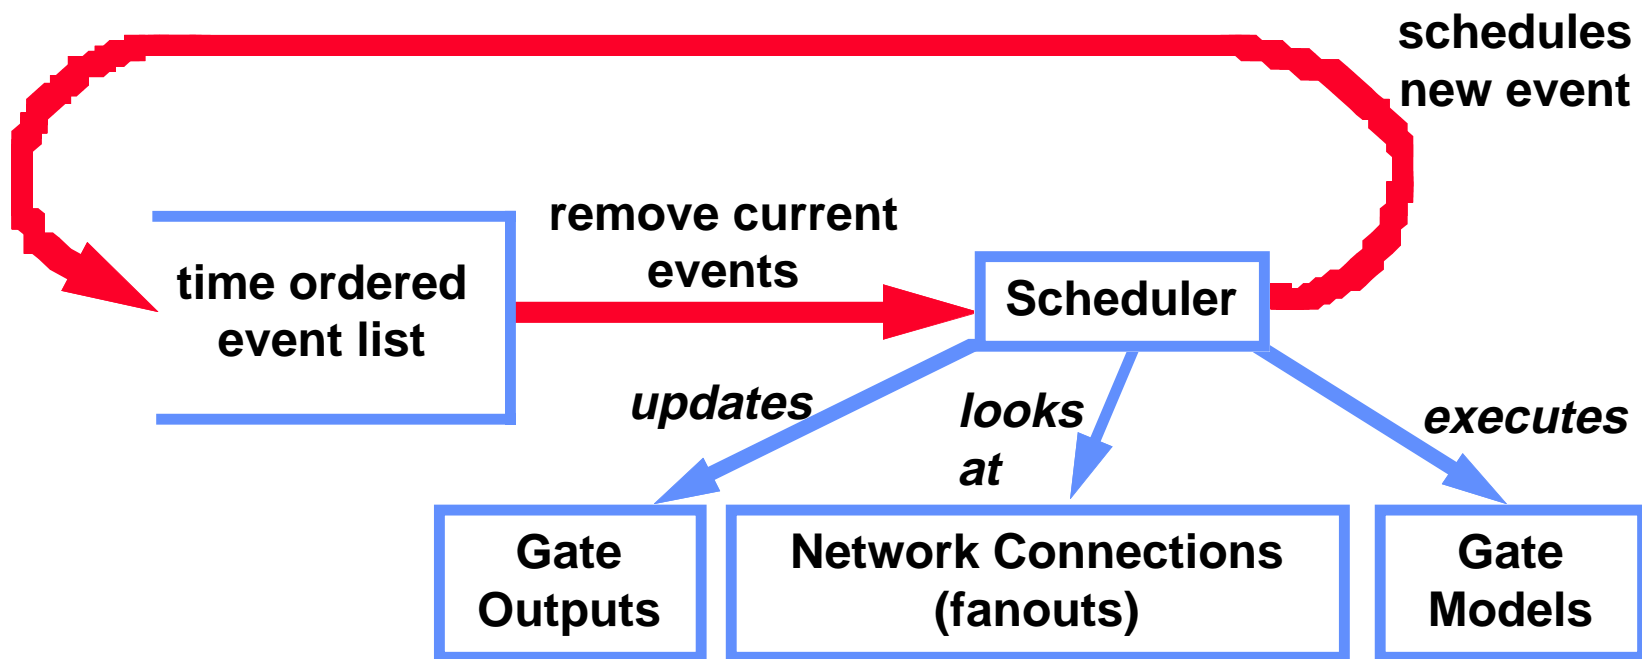 schedules
new event
remove current
events
time ordered
event list
Scheduler
updates
looks
at
executes
Gate
Outputs
Network Connections
(fanouts)
Gate
Models